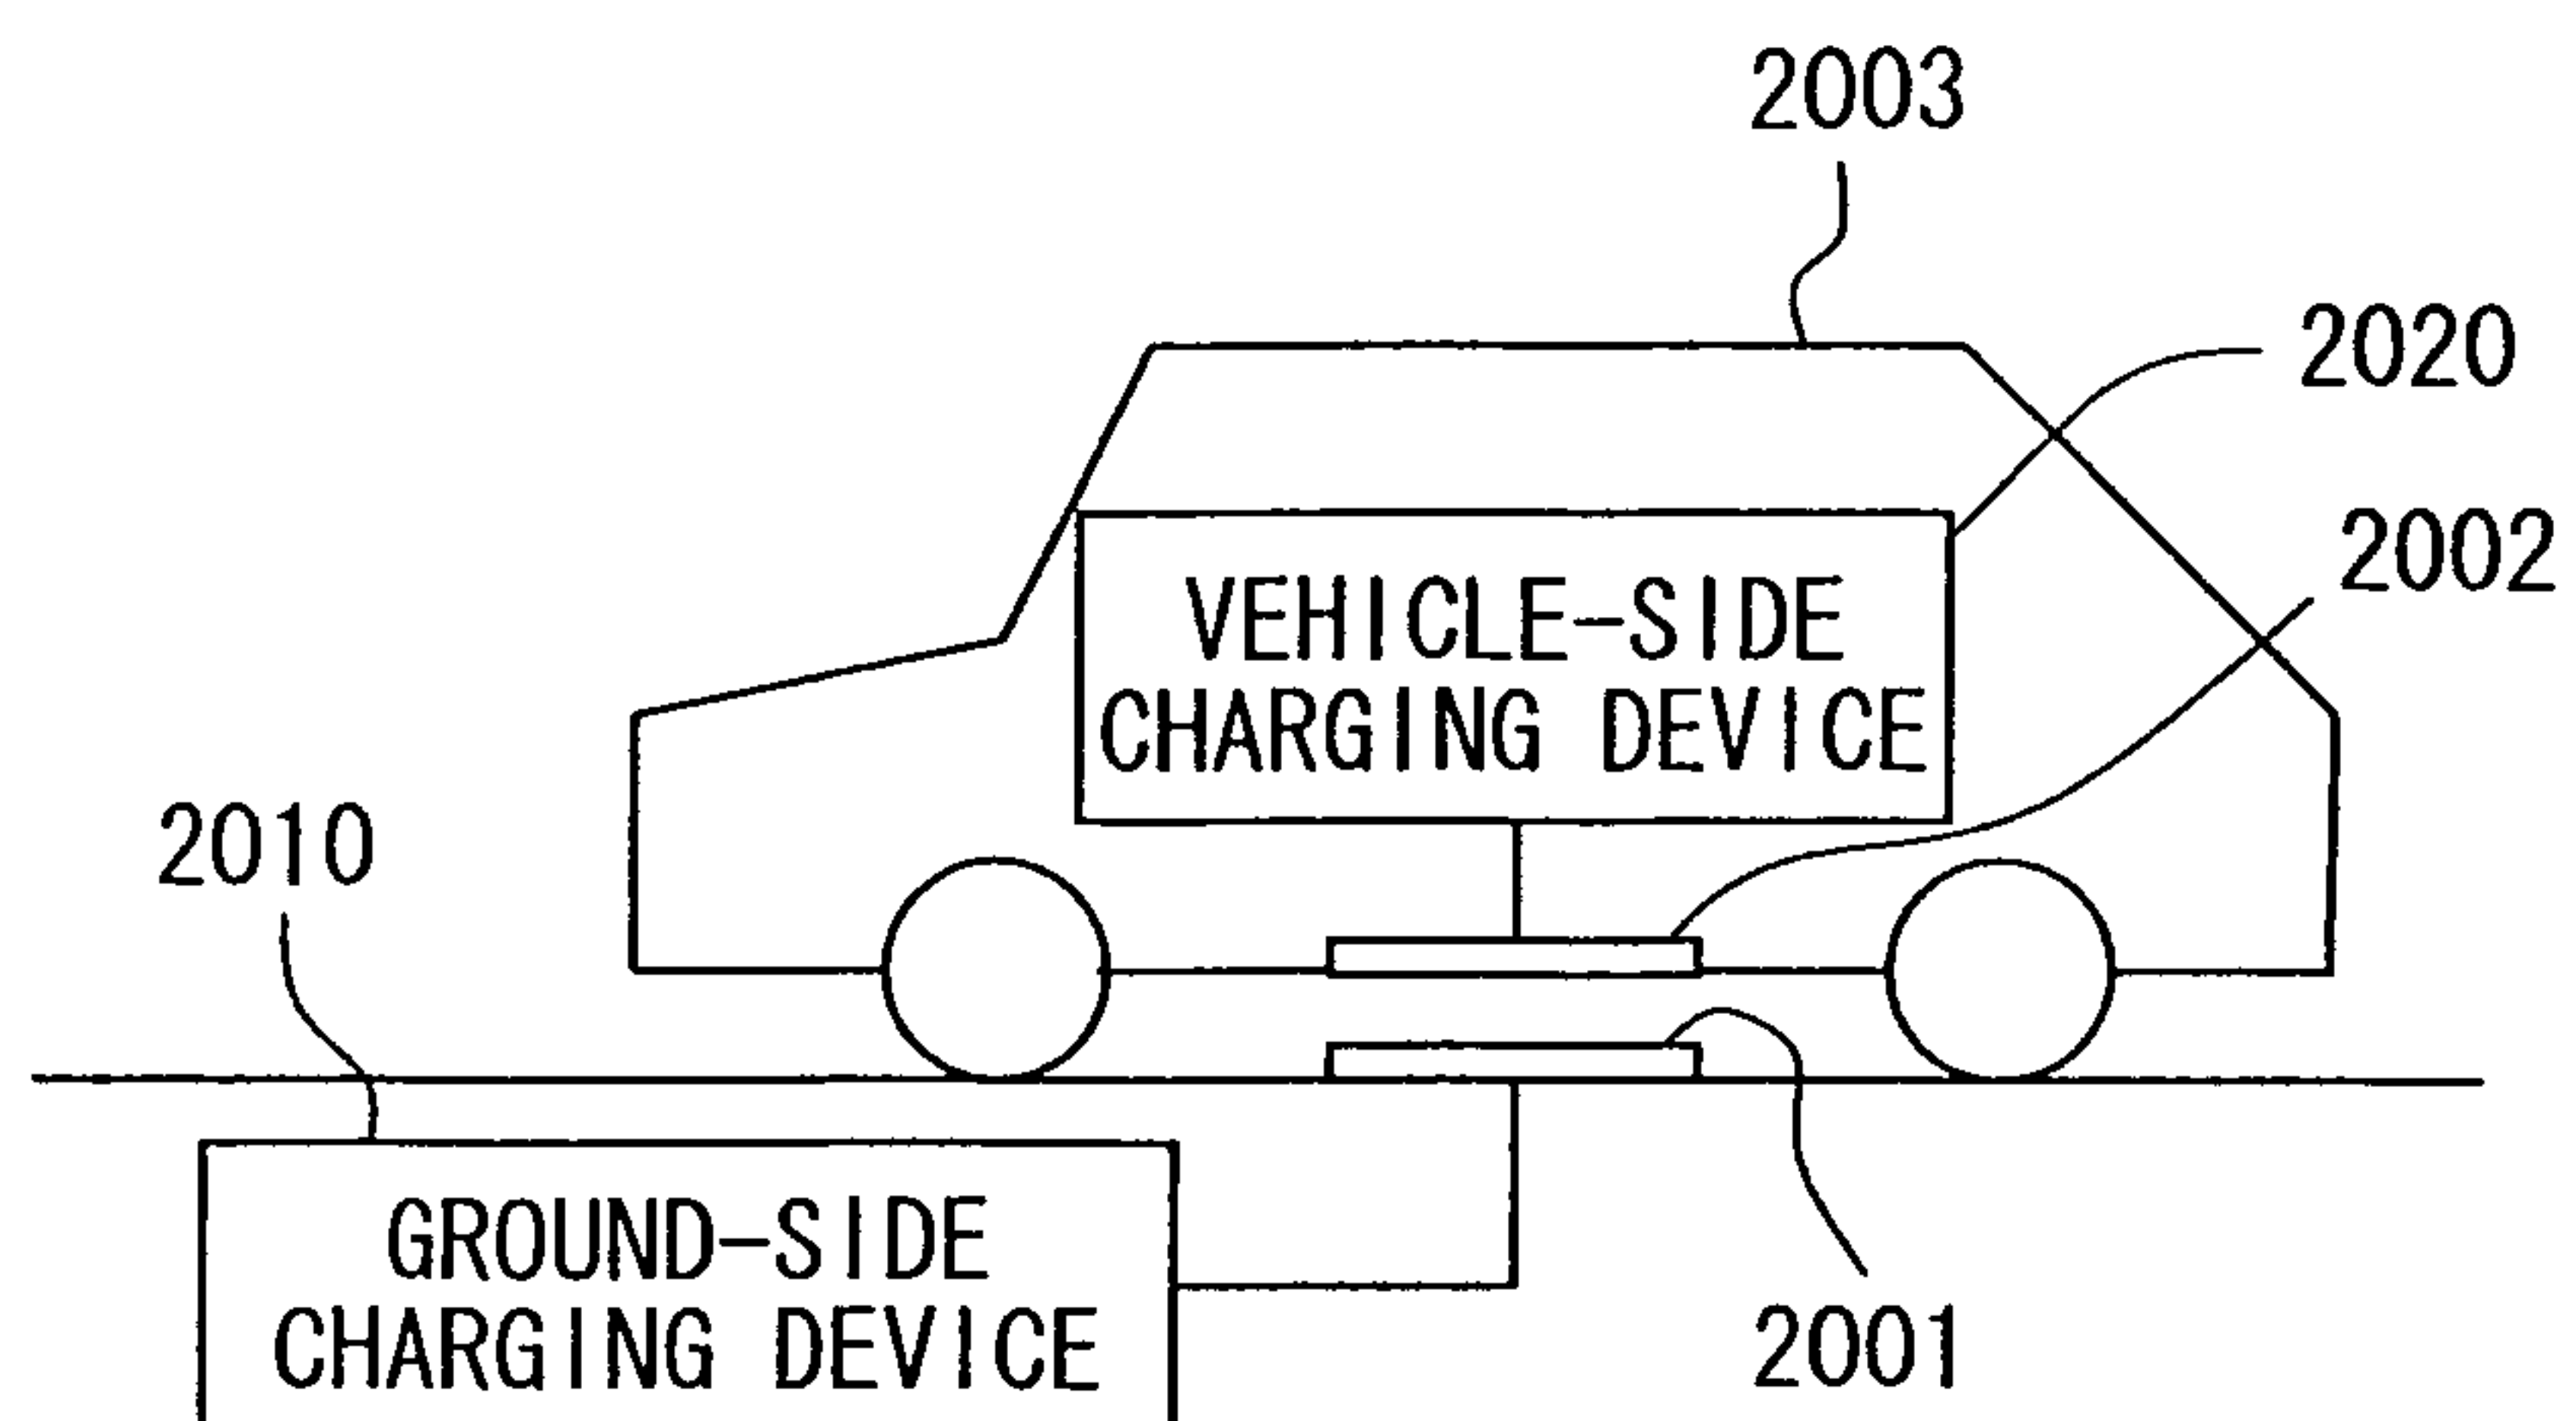 2003
2020
2002
VEHICLE-SIDE
CHARGING DEVICE
2010
GROUND-SIDE
CHARGING DEVICE
2001